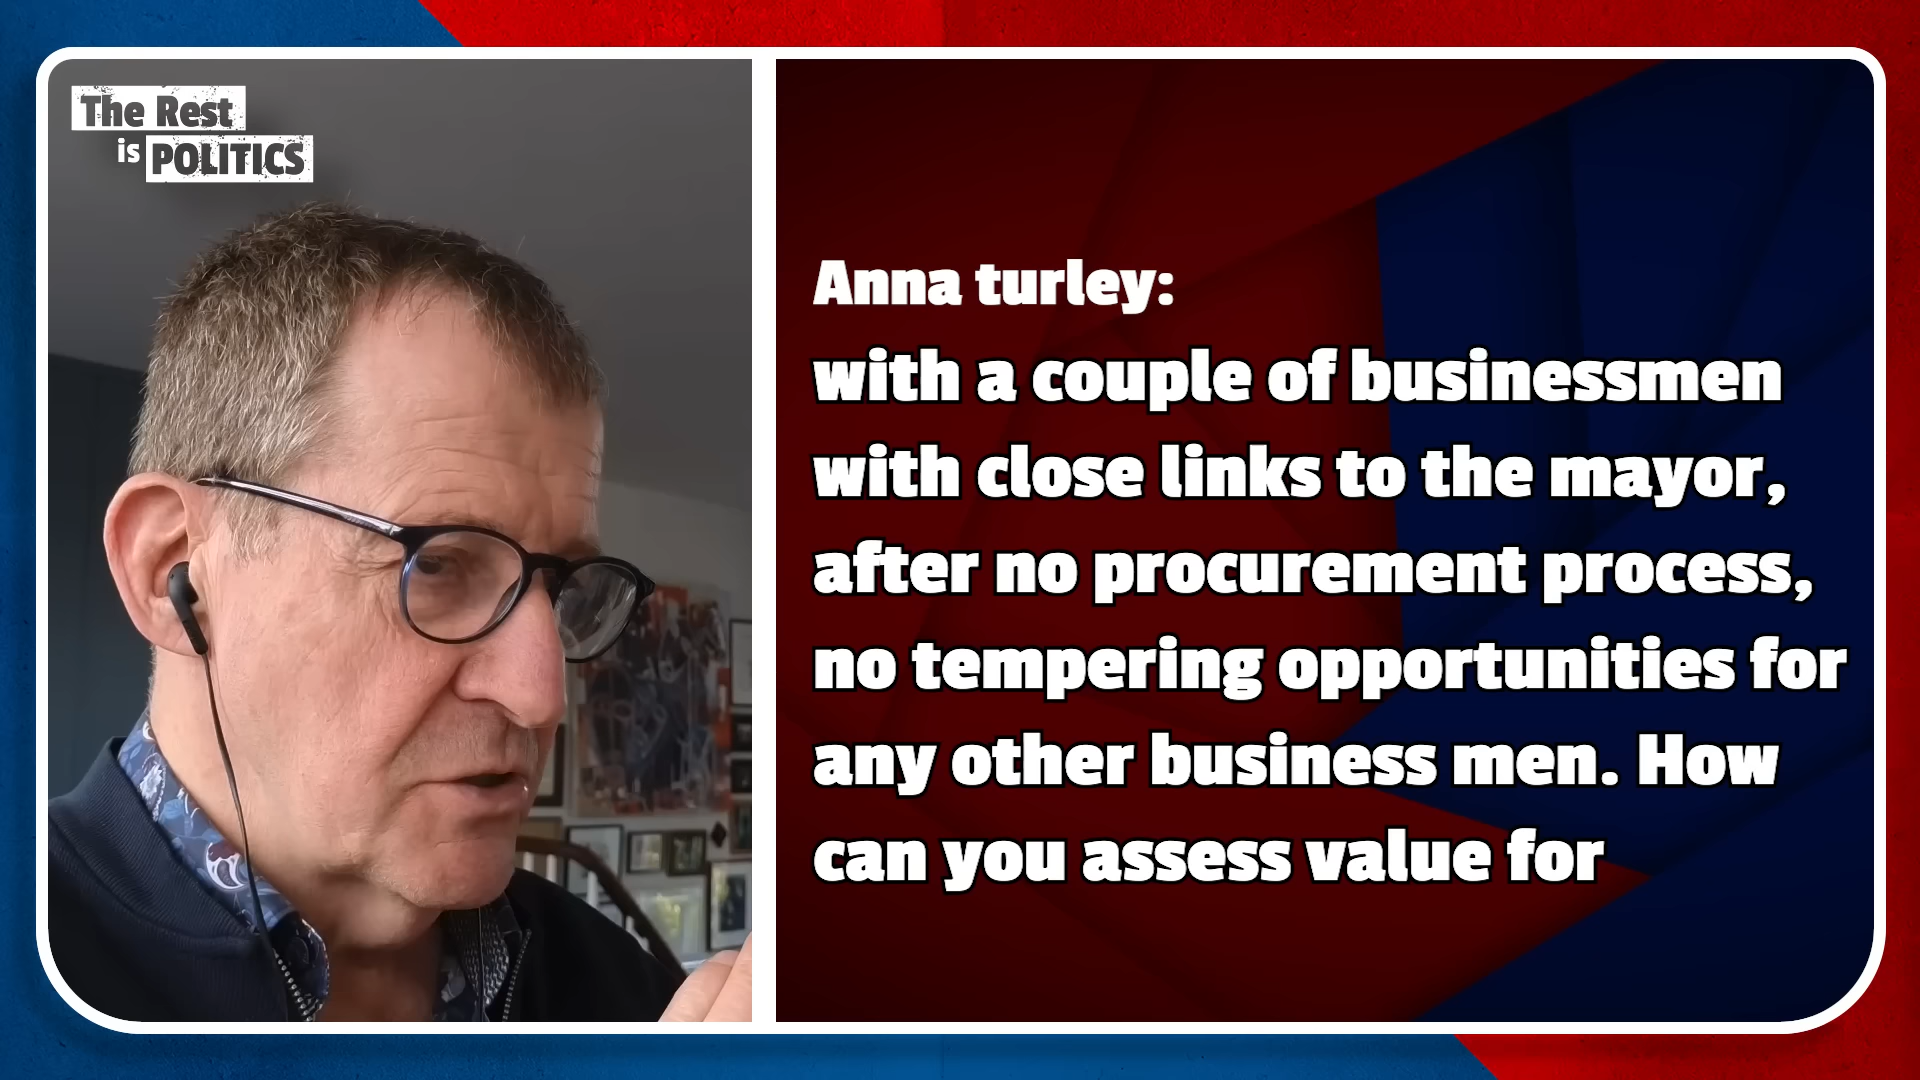 The Rest
is POLITICS
Anna turley:
with a couple of businessmen
with close links to the mayor,
after no procurement process,
no tempering opportunities for
any other business men. How
can you assess value for